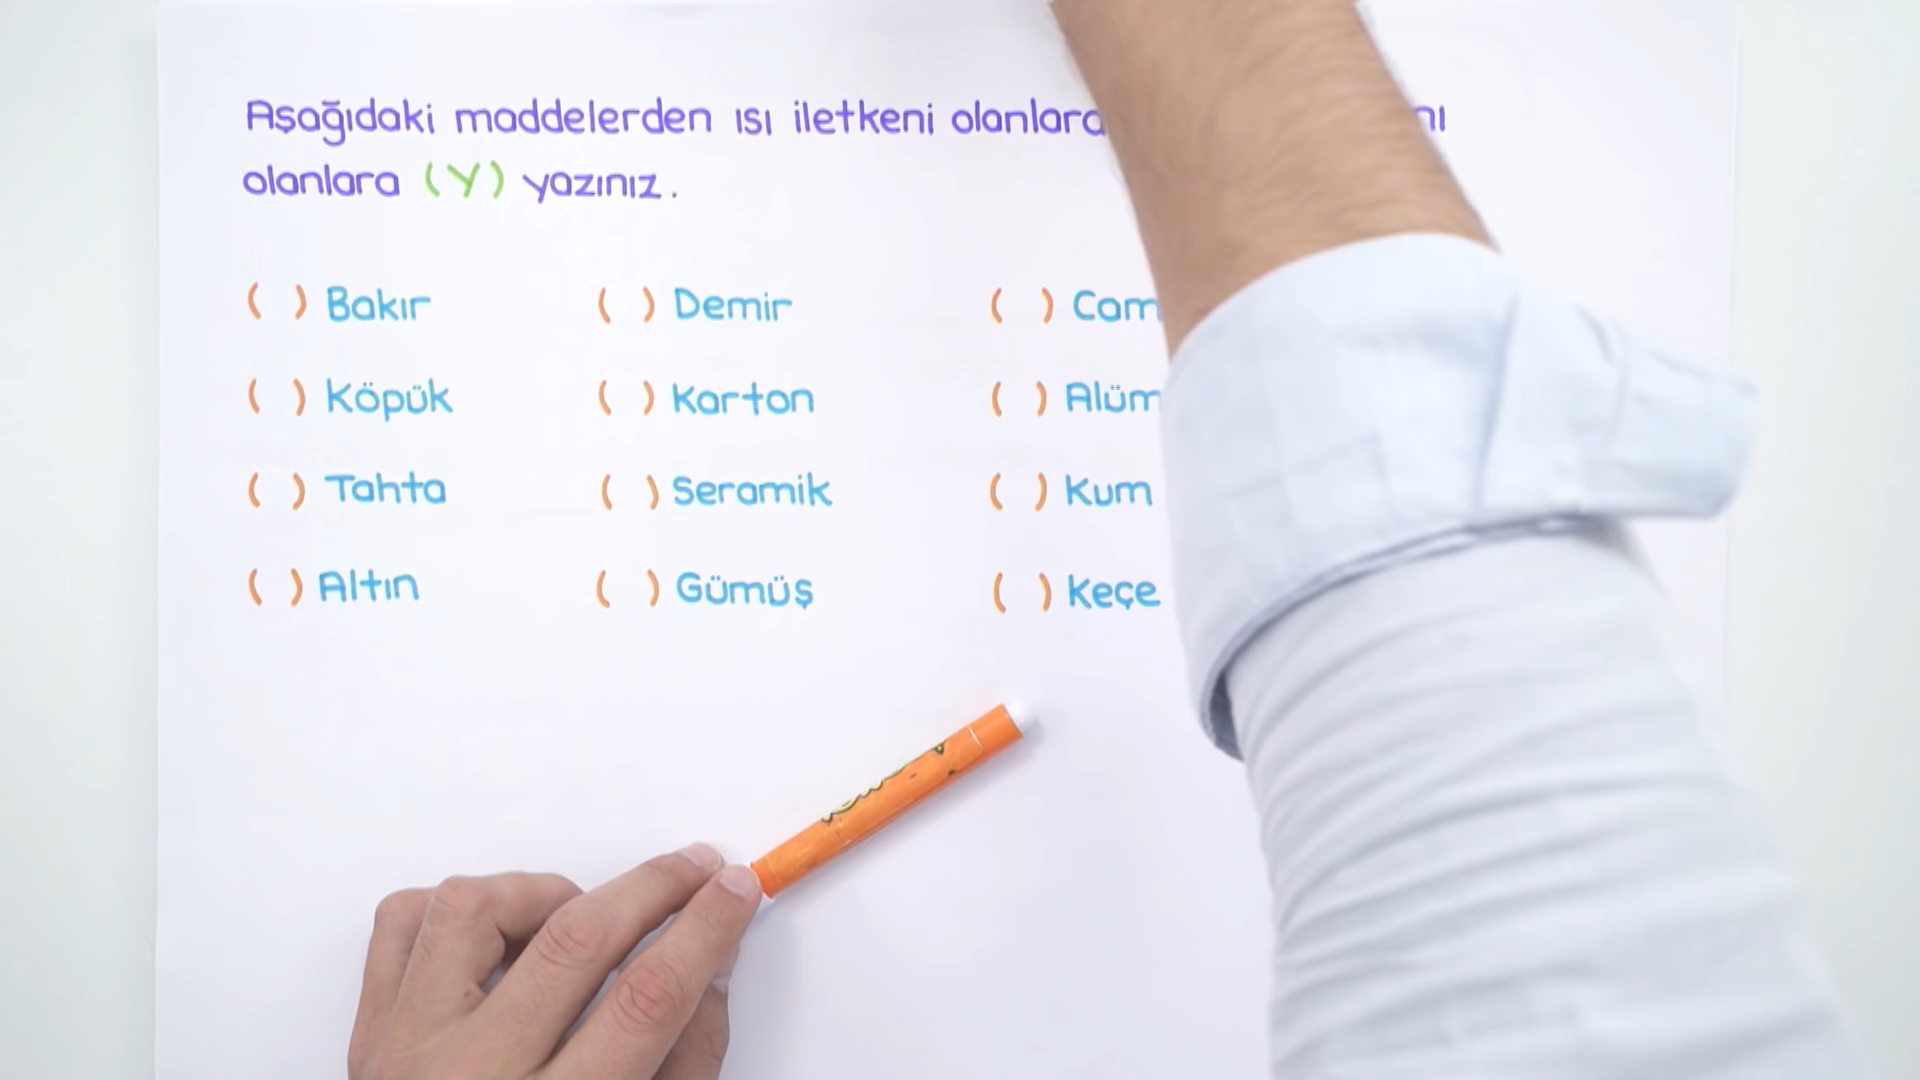 Aşağıdaki maddelerden ısı iletkeni olanlara
olanlara (Y) yazınız.
( ) Bakır ( ) Demir ( ) Cam
( ) Köpük ( ) Karton ( )
( ) Tahta ( ) Seramik ( ) Kum
( ) Altın ( ) Gümüş ( ) Keçe